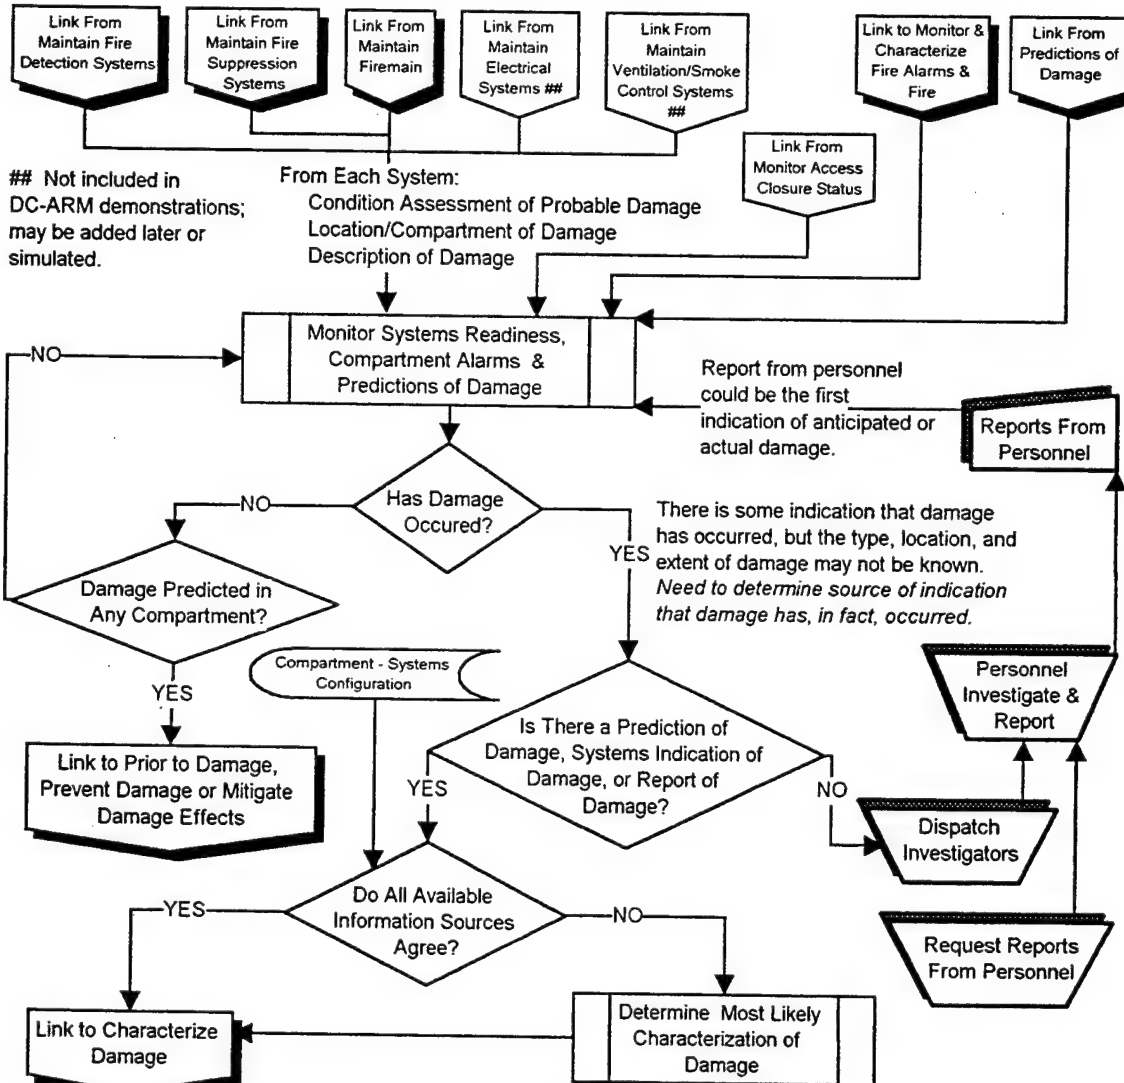 Link From
Maintain Fire
Detection Systems
Link From
Maintain Fire
Suppression
Systems
Link From
Maintain
Firemain
Link From
Maintain
Electrical
Systems ##
Link From
Maintain
Ventilation/Smoke
Control Systems
##
Link to Monitor &
Characterize
Fire Alarms &
Fire
Link From
Predictions of
Damage
Link From
Monitor Access
Closure Status
## Not included in
DC-ARM demonstrations;
may be added later or
simulated.
From Each System:
Condition Assessment of Probable Damage
Location/Compartment of Damage
Description of Damage
Monitor Systems Readiness,
Compartment Alarms &
Predictions of Damage
NO
Report from personnel
could be the first
indication of anticipated or
actual damage.
Reports From
Personnel
Has Damage
Occured?
NO
YES
There is some indication that damage
has occurred, but the type, location, and
extent of damage may not be known.
Need to determine source of indication
that damage has, in fact, occurred.
Damage Predicted in
Any Compartment?
YES
Compartment - Systems
Configuration
Personnel
Investigate &
Report
Is There a Prediction of
Damage, Systems Indication of
Damage, or Report of
Damage?
YES
NO
Link to Prior to Damage,
Prevent Damage or Mitigate
Damage Effects
Dispatch
Investigators
Do All Available
Information Sources
Agree?
YES
NO
Request Reports
From Personnel
Link to Characterize
Damage
Determine Most Likely
Characterization of
Damage